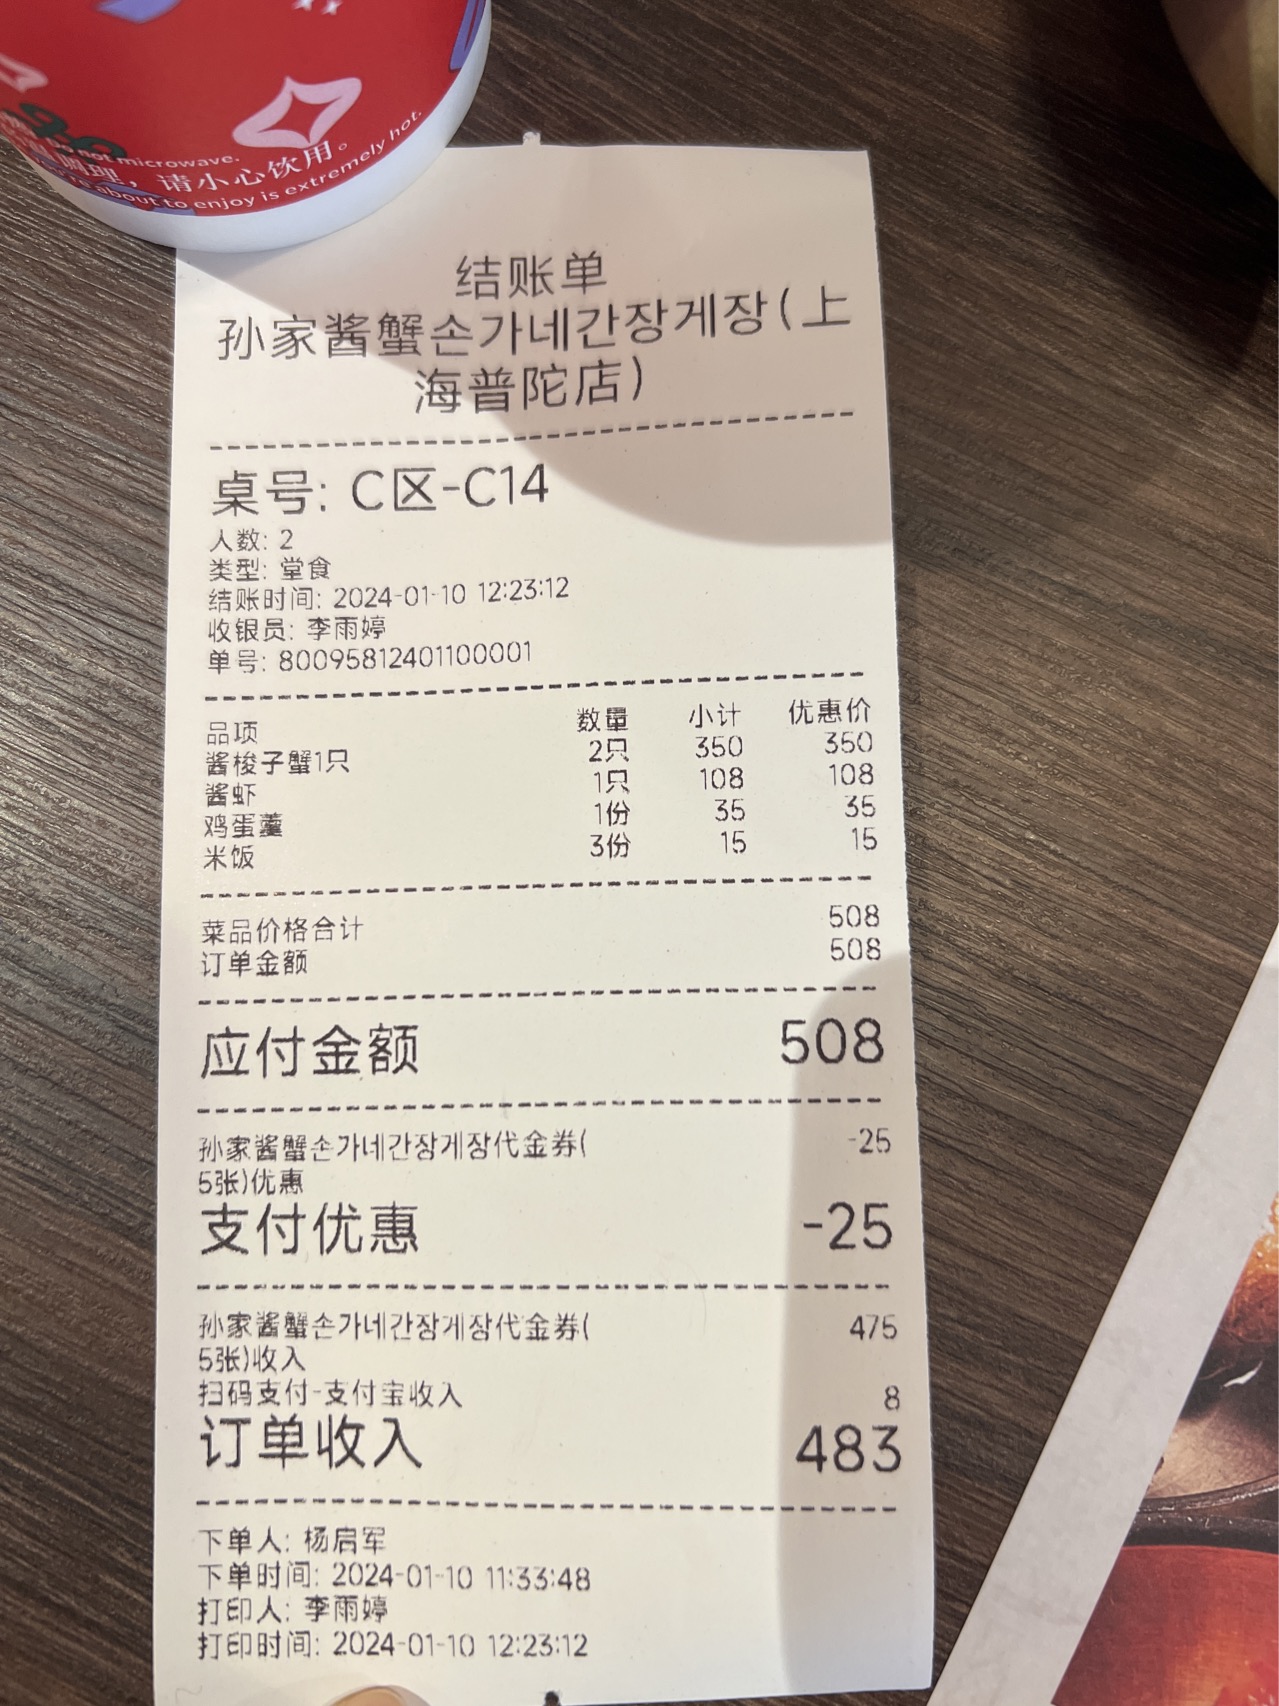 Do not microwave.
调理，请小心饮用。
're about to enjoy is extremely hot.
结账单
孙家酱蟹손가네간장게장(上
海普陀店)
桌号: C区-C14
人数: 2
类型: 堂食
结账时间: 2024-01-10 12:23:12
收银员: 李雨婷
单号: 80095812401100001
品项 数量 小计 优惠价
酱梭子蟹1只 2只 350 350
酱虾 1只 108 108
鸡蛋羹 1份 35 35
米饭 3份 15 15
菜品价格合计 508
订单金额 508
应付金额 508
孙家酱蟹손가네간장게장代金券( -25
5张)优惠
支付优惠 -25
孙家酱蟹손가네간장게장代金券( 475
5张)收入
扫码支付-支付宝收入 8
订单收入 483
下单人: 杨启军
下单时间: 2024-01-10 11:33:48
打印人: 李雨婷
打印时间: 2024-01-10 12:23:12